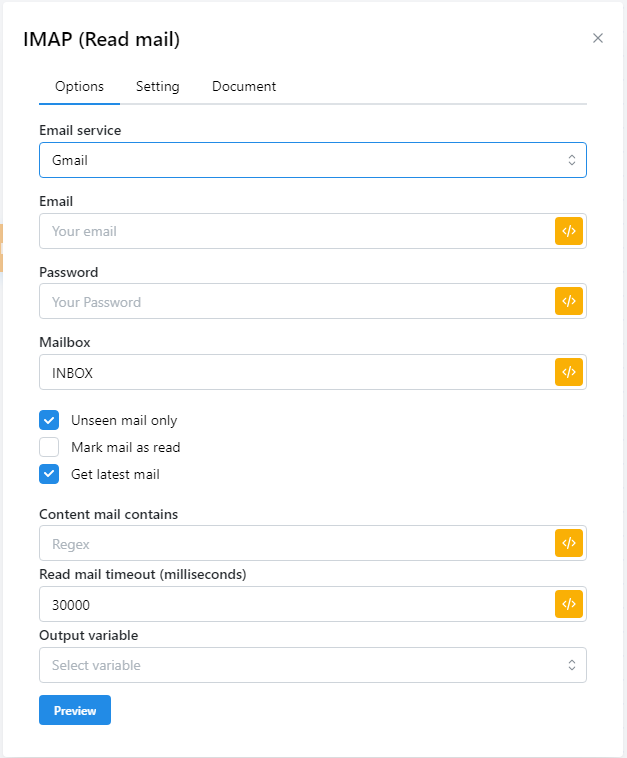 IMAP (Read mail)
Options Setting Document
Email service
Gmail
Email
Your email
</>
Password
Your Password
</>
Mailbox
INBOX
</>
Unseen mail only
Mark mail as read
Get latest mail
Content mail contains
Regex
</>
Read mail timeout (milliseconds)
30000
</>
Output variable
Select variable
Preview